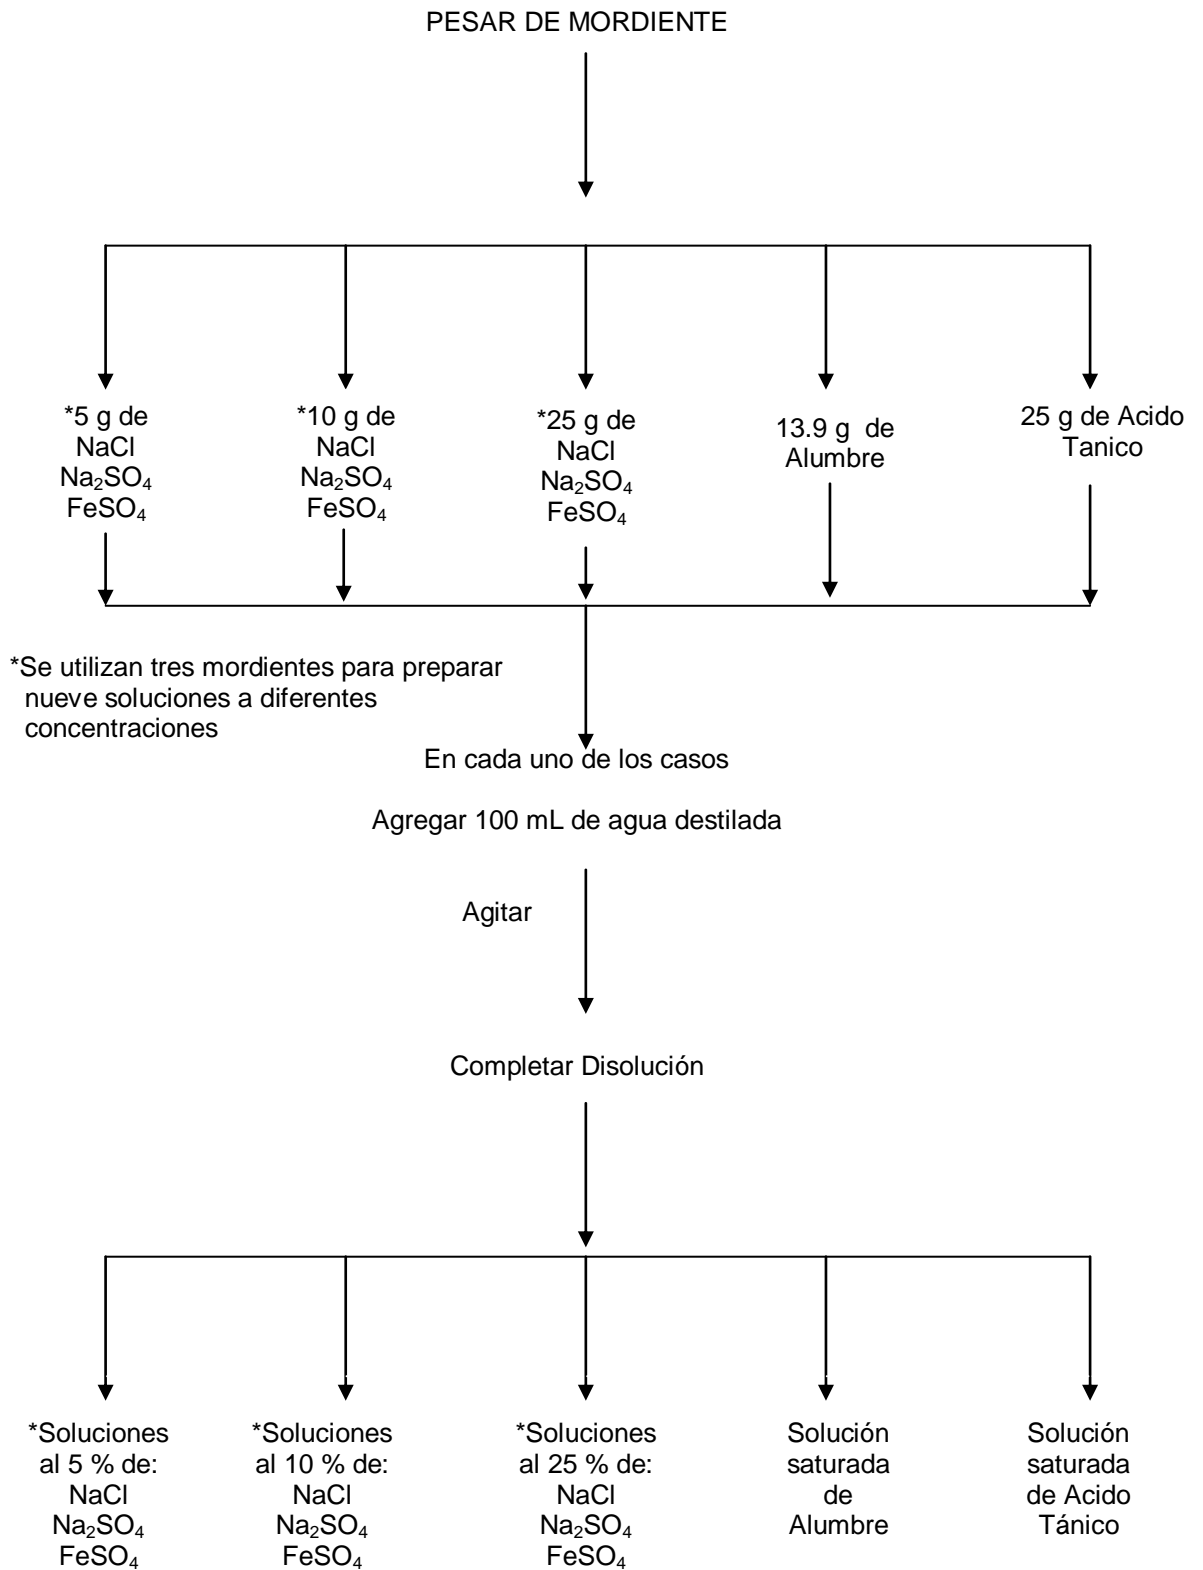 PESAR DE MORDIENTE
*5 g de
NaCl
Na₂SO₄
FeSO₄
*10 g de
NaCl
Na₂SO₄
FeSO₄
*25 g de
NaCl
Na₂SO₄
FeSO₄
13.9 g de
Alumbre
25 g de Acido
Tanico
*Se utilizan tres mordientes para preparar
nueve soluciones a diferentes
concentraciones
En cada uno de los casos
Agregar 100 mL de agua destilada
Agitar
Completar Disolución
*Soluciones
al 5 % de:
NaCl
Na₂SO₄
FeSO₄
*Soluciones
al 10 % de:
NaCl
Na₂SO₄
FeSO₄
*Soluciones
al 25 % de:
NaCl
Na₂SO₄
FeSO₄
Solución
saturada
de
Alumbre
Solución
saturada
de Acido
Tánico